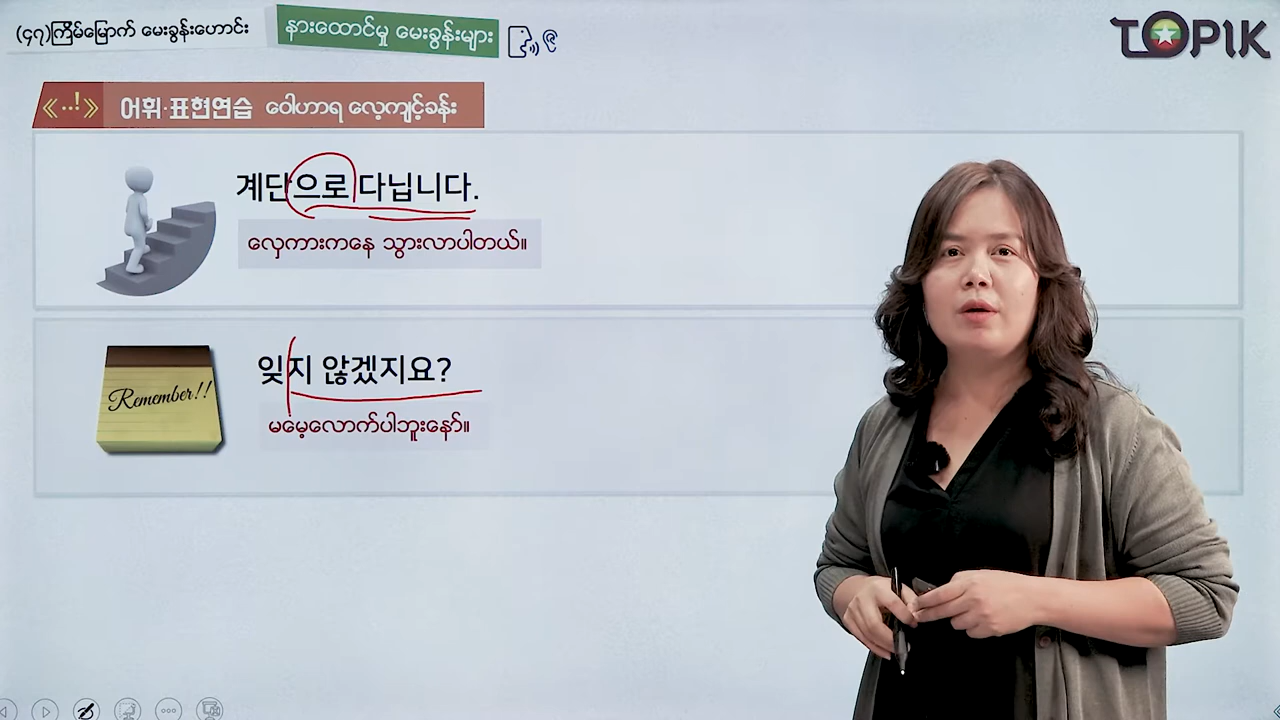 (၄၇)ကြိမ်မြောက် မေးခွန်းဟောင်း
နားထောင်မှု မေးခွန်းများ
၉
TOPIK
《··!》 어휘·표현연습 ဝေါဟာရ လေ့ကျင့်ခန်း
계단으로 다닙니다.
လှေကားကနေ သွားလာပါတယ်။
Remember!!
잊지 않겠지요?
မမေ့လောက်ပါဘူးနော်။